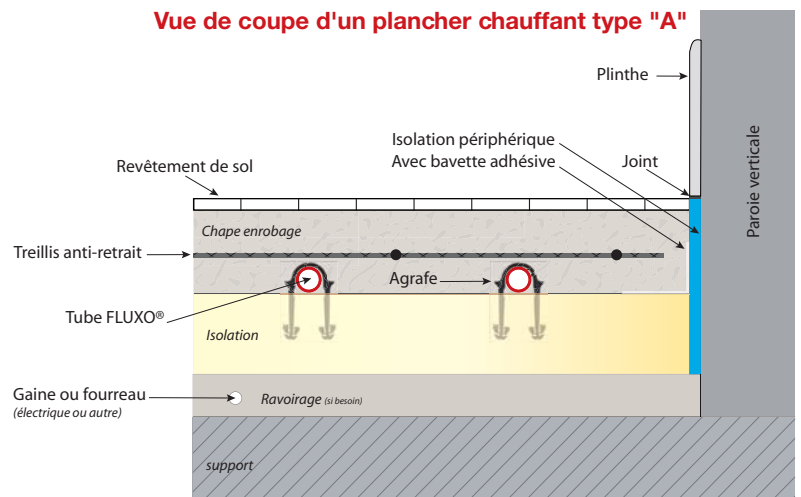 Vue de coupe d'un plancher chauffant type "A"
Plinthe
Isolation périphérique
Avec bavette adhésive
Joint
Paroie verticale
Revêtement de sol
Chape enrobage
Treillis anti-retrait
Agrafe
Tube FLUXO®
Isolation
Gaine ou fourreau
(électrique ou autre)
Ravoirage (si besoin)
support